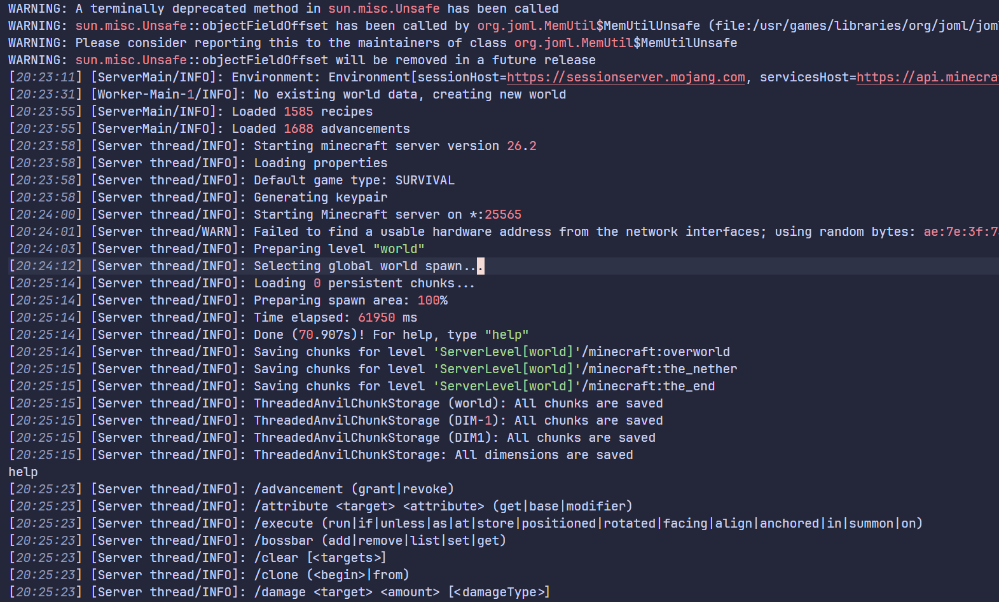 WARNING: A terminally deprecated method in sun.misc.Unsafe has been called
WARNING: sun.misc.Unsafe::objectFieldOffset has been called by org.joml.MemUtil$MemUtilUnsafe (file:/usr/games/libraries/org/joml/jom
WARNING: Please consider reporting this to the maintainers of class org.joml.MemUtil$MemUtilUnsafe
WARNING: sun.misc.Unsafe::objectFieldOffset will be removed in a future release
[20:23:11] [ServerMain/INFO]: Environment: Environment[sessionHost=https://sessionserver.mojang.com, servicesHost=https://api.minecra
[20:23:31] [Worker-Main-1/INFO]: No existing world data, creating new world
[20:23:55] [ServerMain/INFO]: Loaded 1585 recipes
[20:23:55] [ServerMain/INFO]: Loaded 1688 advancements
[20:23:58] [Server thread/INFO]: Starting minecraft server version 26.2
[20:23:58] [Server thread/INFO]: Loading properties
[20:23:58] [Server thread/INFO]: Default game type: SURVIVAL
[20:23:58] [Server thread/INFO]: Generating keypair
[20:24:00] [Server thread/INFO]: Starting Minecraft server on *:25565
[20:24:01] [Server thread/WARN]: Failed to find a usable hardware address from the network interfaces; using random bytes: ae:7e:3f:7
[20:24:03] [Server thread/INFO]: Preparing level "world"
[20:24:12] [Server thread/INFO]: Selecting global world spawn...
[20:25:14] [Server thread/INFO]: Loading 0 persistent chunks...
[20:25:14] [Server thread/INFO]: Preparing spawn area: 100%
[20:25:14] [Server thread/INFO]: Time elapsed: 61950 ms
[20:25:14] [Server thread/INFO]: Done (70.907s)! For help, type "help"
[20:25:14] [Server thread/INFO]: Saving chunks for level 'ServerLevel[world]'/minecraft:overworld
[20:25:15] [Server thread/INFO]: Saving chunks for level 'ServerLevel[world]'/minecraft:the_nether
[20:25:15] [Server thread/INFO]: Saving chunks for level 'ServerLevel[world]'/minecraft:the_end
[20:25:15] [Server thread/INFO]: ThreadedAnvilChunkStorage (world): All chunks are saved
[20:25:15] [Server thread/INFO]: ThreadedAnvilChunkStorage (DIM-1): All chunks are saved
[20:25:15] [Server thread/INFO]: ThreadedAnvilChunkStorage (DIM1): All chunks are saved
[20:25:15] [Server thread/INFO]: ThreadedAnvilChunkStorage: All dimensions are saved
help
[20:25:23] [Server thread/INFO]: /advancement (grant|revoke)
[20:25:23] [Server thread/INFO]: /attribute <target> <attribute> (get|base|modifier)
[20:25:23] [Server thread/INFO]: /execute (run|if|unless|as|at|store|positioned|rotated|facing|align|anchored|in|summon|on)
[20:25:23] [Server thread/INFO]: /bossbar (add|remove|list|set|get)
[20:25:23] [Server thread/INFO]: /clear [<targets>]
[20:25:23] [Server thread/INFO]: /clone (<begin>|from)
[20:25:23] [Server thread/INFO]: /damage <target> <amount> [<damageType>]